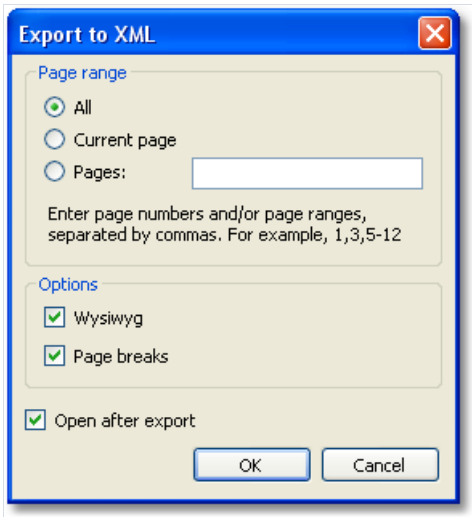 Export to XML
Page range
All
Current page
Pages:
Enter page numbers and/or page ranges,
separated by commas. For example, 1,3,5-12
Options
Wysiwyg
Page breaks
Open after export
OK Cancel